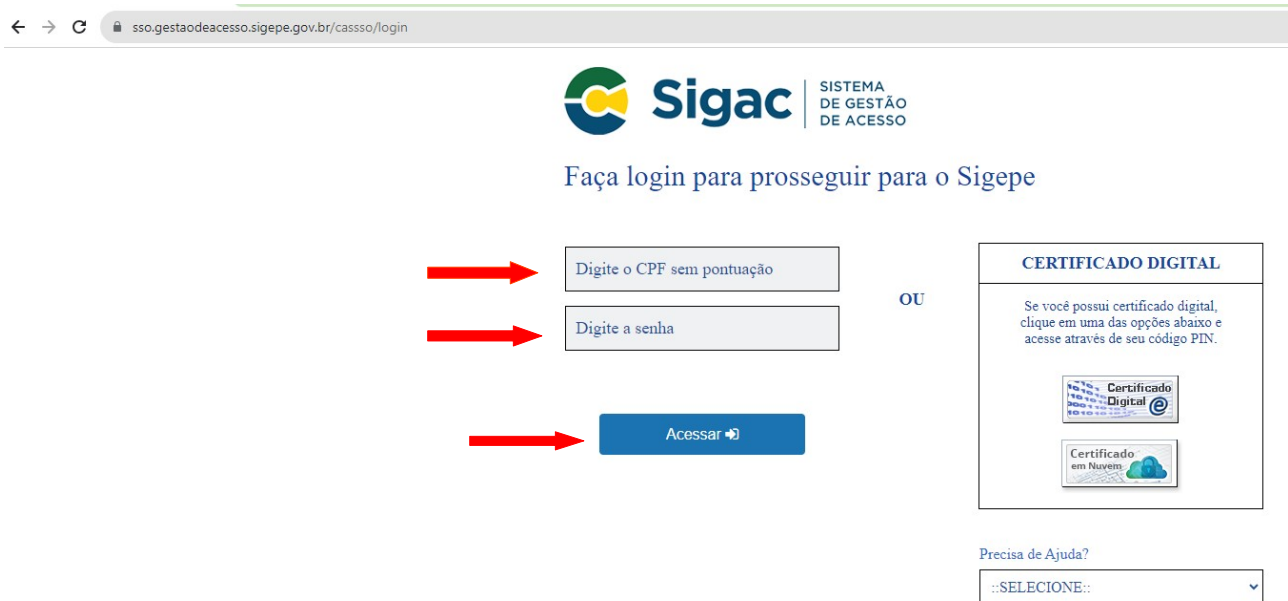 sso.gestaodeacesso.sigepe.gov.br/cassso/login
Sigac
SISTEMA
DE GESTÃO
DE ACESSO
Faça login para prosseguir para o Sigepe
Digite o CPF sem pontuação
Digite a senha
Acessar
OU
CERTIFICADO DIGITAL
Se você possui certificado digital,
clique em uma das opções abaixo e
acesse através de seu código PIN.
Certificado
Digital
Certificado
em Nuvem
Precisa de Ajuda?
::SELECIONE::